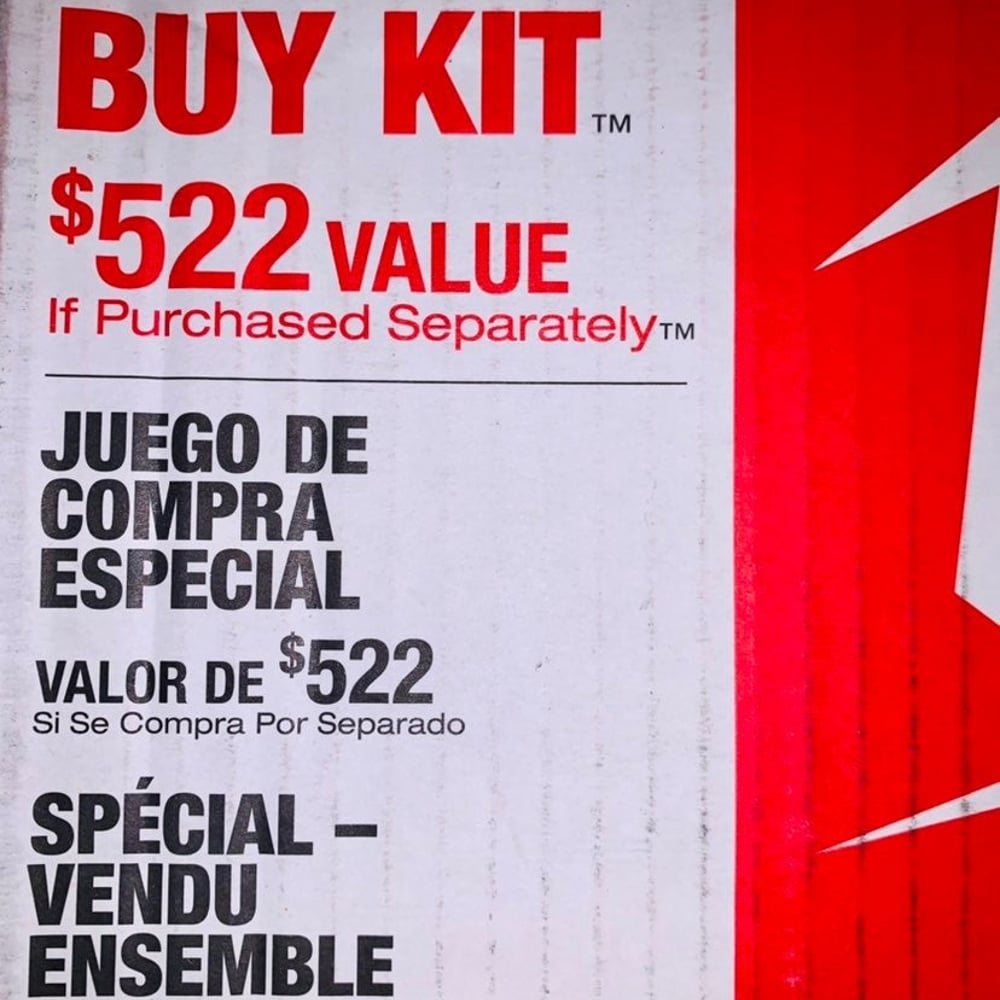 BUY KIT™
$522 VALUE
If Purchased Separately™
JUEGO DE
COMPRA
ESPECIAL
VALOR DE $522
Si Se Compra Por Separado
SPÉCIAL –
VENDU
ENSEMBLE